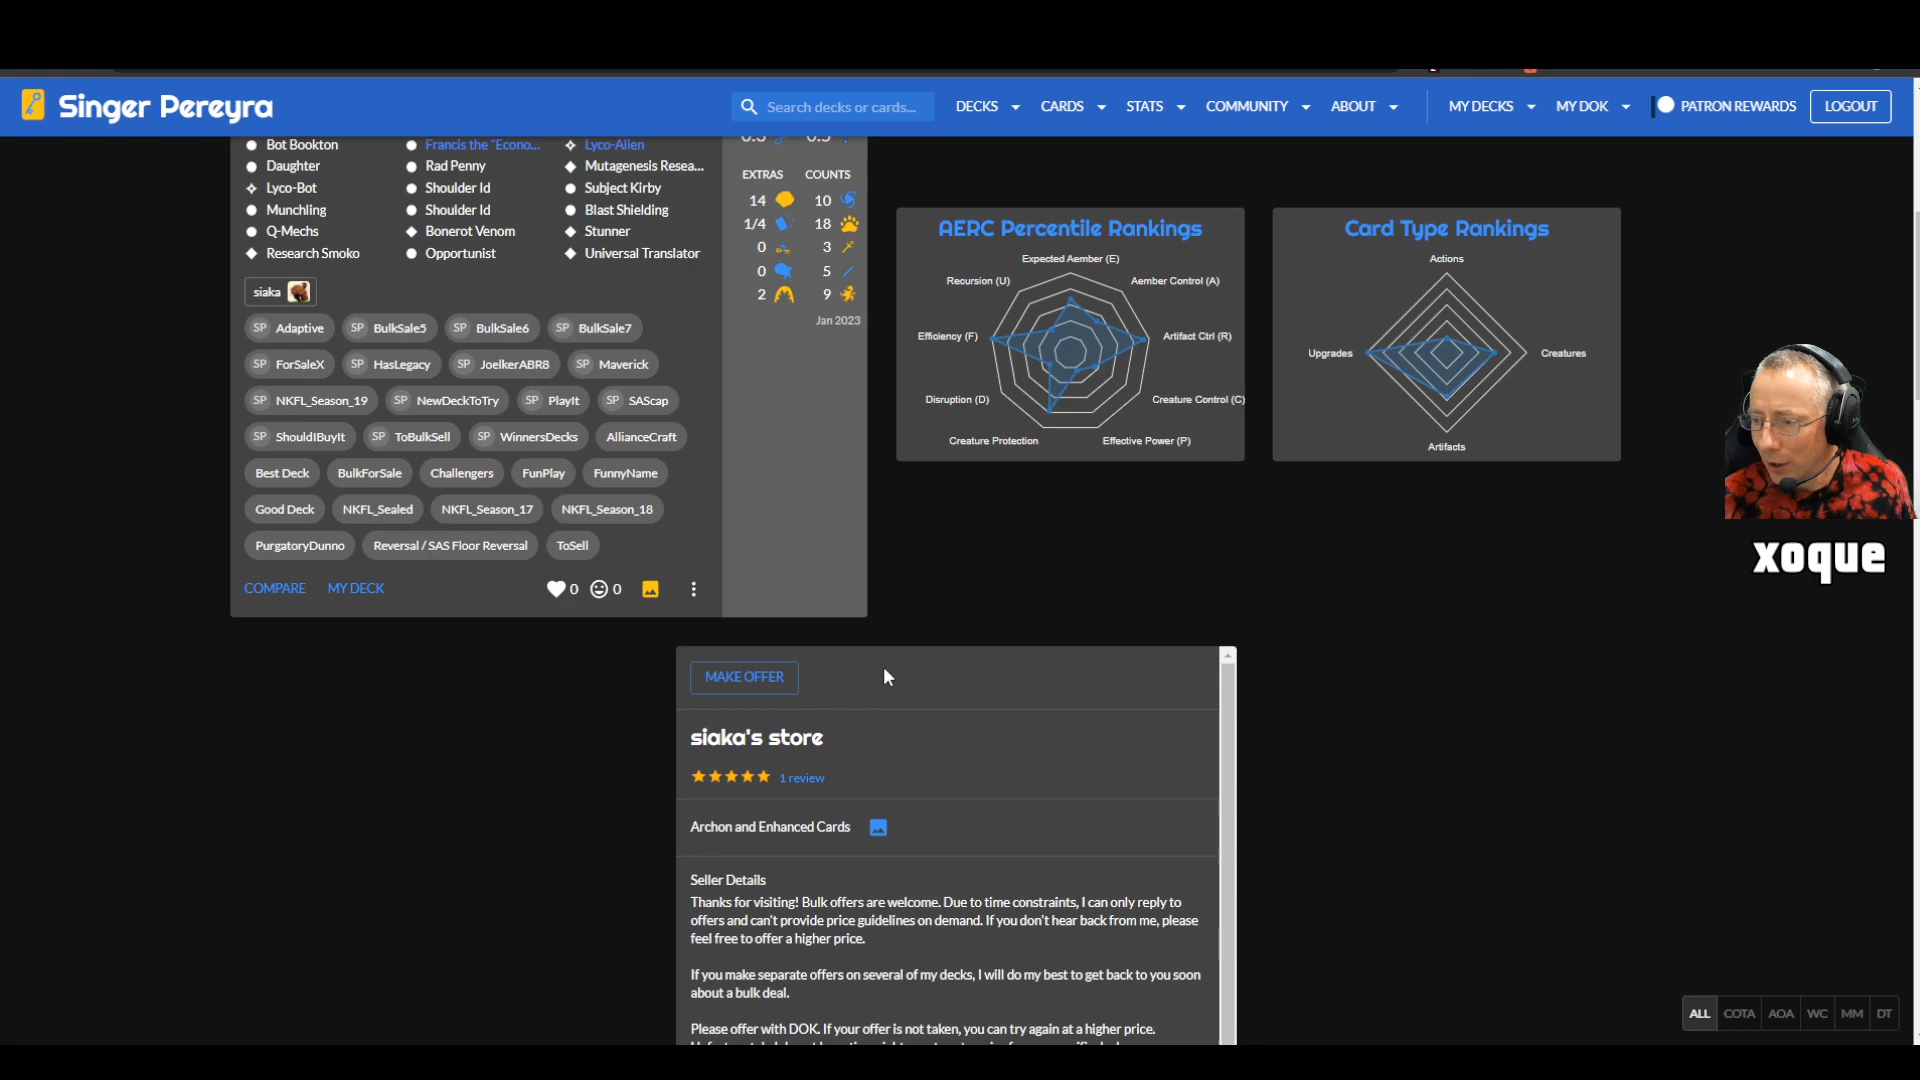 Singer Pereyra
Search decks or cards...
DECKS
CARDS
STATS
COMMUNITY
ABOUT
MY DECKS
MY DOK
PATRON REWARDS
LOGOUT
Bot Bookton
Daughter
Lyco-Bot
Munchling
Q-Mechs
Research Smoko
Francis the "Econo...
Rad Penny
Shoulder Id
Shoulder Id
Bonerot Venom
Opportunist
Lyco-Alien
Mutagenesis Resea...
Subject Kirby
Blast Shielding
Stunner
Universal Translator
EXTRAS COUNTS
14 10
1/4 18
0 3
0 5
2 9
Jan 2023
siaka
SP Adaptive SP BulkSale5 SP BulkSale6 SP BulkSale7
SP ForSaleX SP HasLegacy SP JoelkerABR8 SP Maverick
SP NKFL_Season_19 SP NewDeckToTry SP PlayIt SP SAScap
SP ShouldIBuyIt SP ToBulkSell SP WinnersDecks AllianceCraft
Best Deck BulkForSale Challengers FunPlay FunnyName
Good Deck NKFL_Sealed NKFL_Season_17 NKFL_Season_18
PurgatoryDunno Reversal / SAS Floor Reversal ToSell
COMPARE MY DECK 0 0
AERC Percentile Rankings
Expected Aember (E)
Recursion (U)
Aember Control (A)
Efficiency (F)
Artifact Ctrl (R)
Disruption (D)
Creature Control (C)
Creature Protection
Effective Power (P)
Card Type Rankings
Actions
Upgrades
Creatures
Artifacts
xoque
MAKE OFFER
siaka's store
1 review
Archon and Enhanced Cards
Seller Details
Thanks for visiting! Bulk offers are welcome. Due to time constraints, I can only reply to
offers and can't provide price guidelines on demand. If you don't hear back from me, please
feel free to offer a higher price.
If you make separate offers on several of my decks, I will do my best to get back to you soon
about a bulk deal.
Please offer with DOK. If your offer is not taken, you can try again at a higher price.
ALL COTA AOA WC MM DT